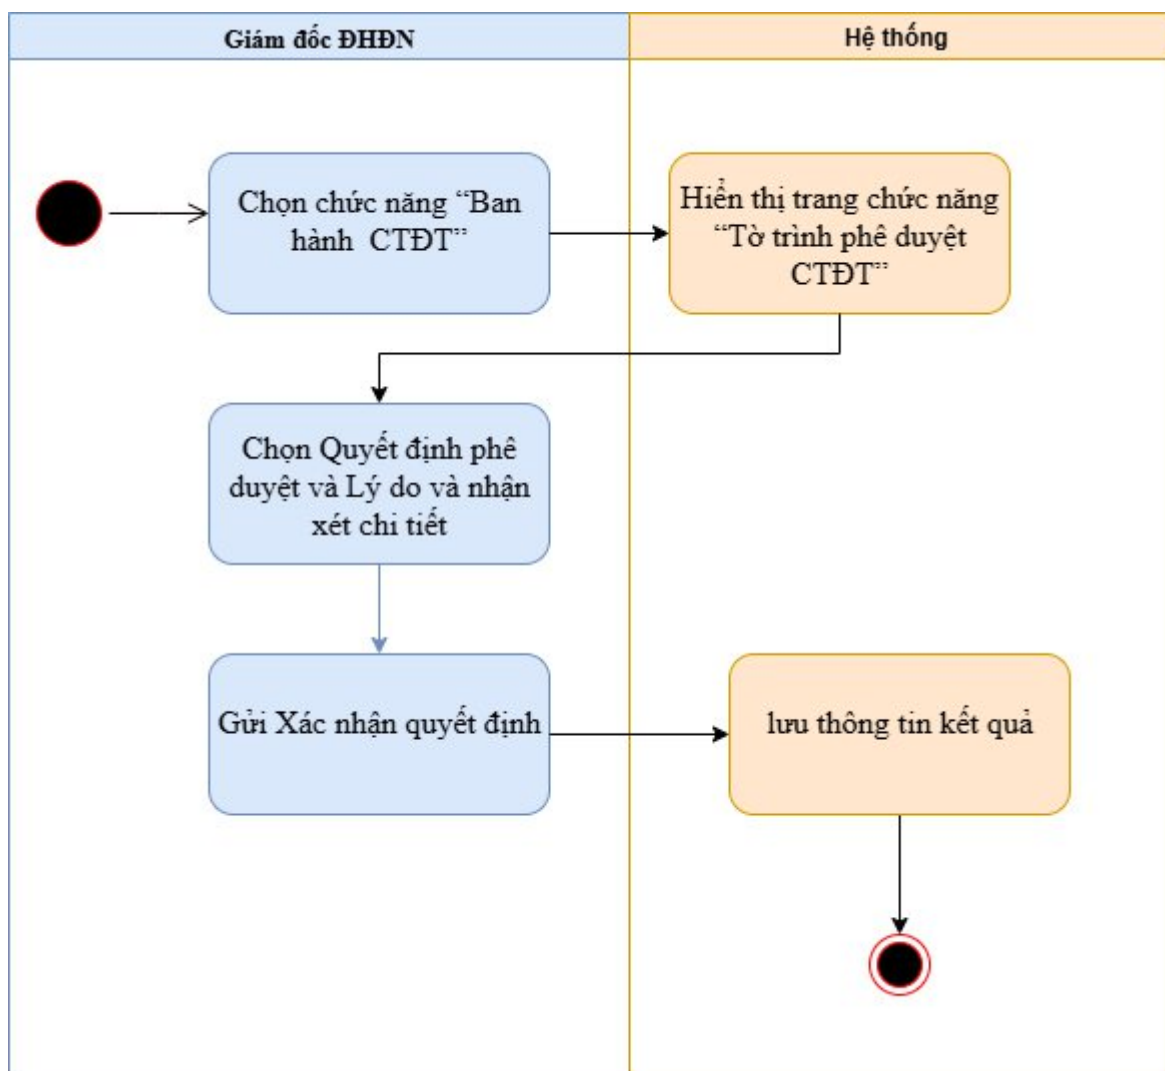 Giám đốc ĐHĐN
Hệ thống
Chọn chức năng “Ban
hành CTĐT”
Hiển thị trang chức năng
“Tờ trình phê duyệt
CTĐT”
Chọn Quyết định phê
duyệt và Lý do và nhận
xét chi tiết
Gửi Xác nhận quyết định
lưu thông tin kết quả